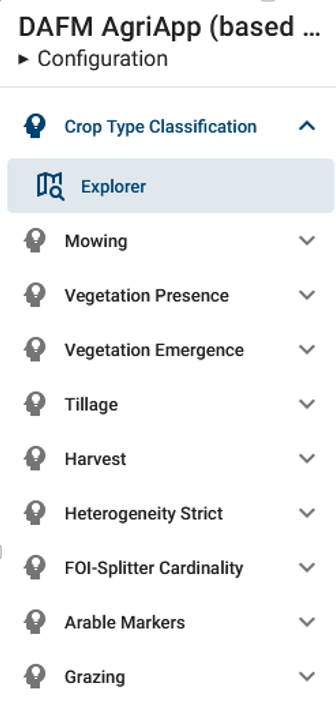 DAFM AgriApp (based ...
Configuration
Crop Type Classification
Explorer
Mowing
Vegetation Presence
Vegetation Emergence
Tillage
Harvest
Heterogeneity Strict
FOI-Splitter Cardinality
Arable Markers
Grazing